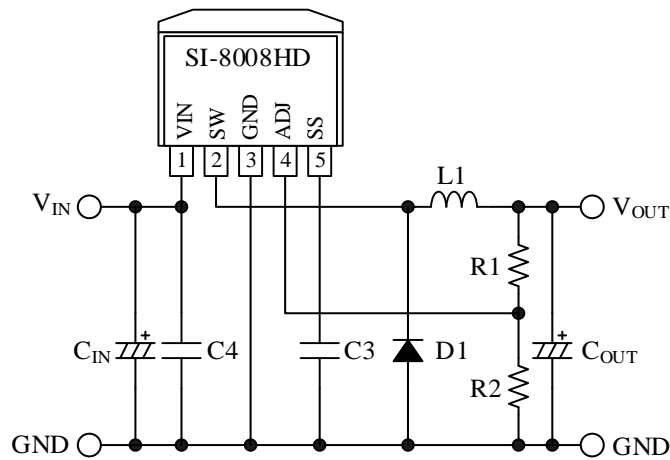 SI-8008HD
VIN
SW
GND
ADJ
SS
1 2 3 4 5
VIN
L1
VOUT
R1
CIN
+
C4
C3
D1
+
COUT
R2
GND
GND